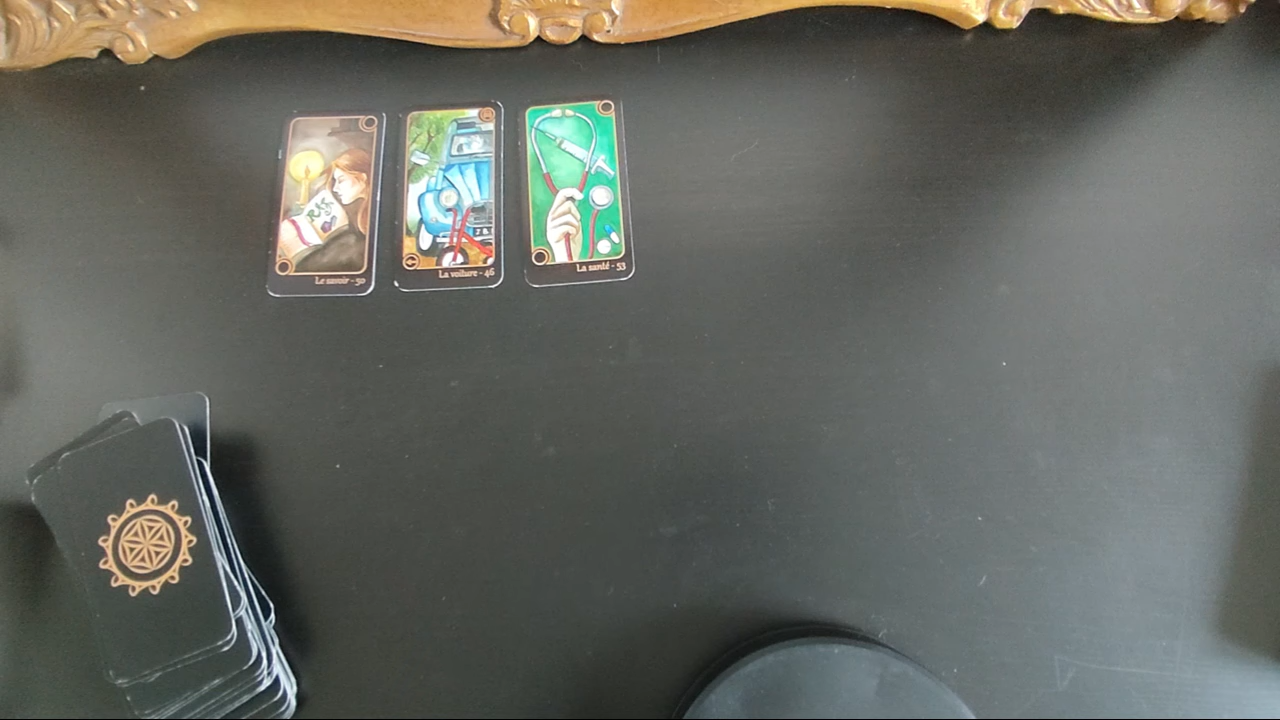 Le savoir - 50
La voiture - 46
La santé - 53